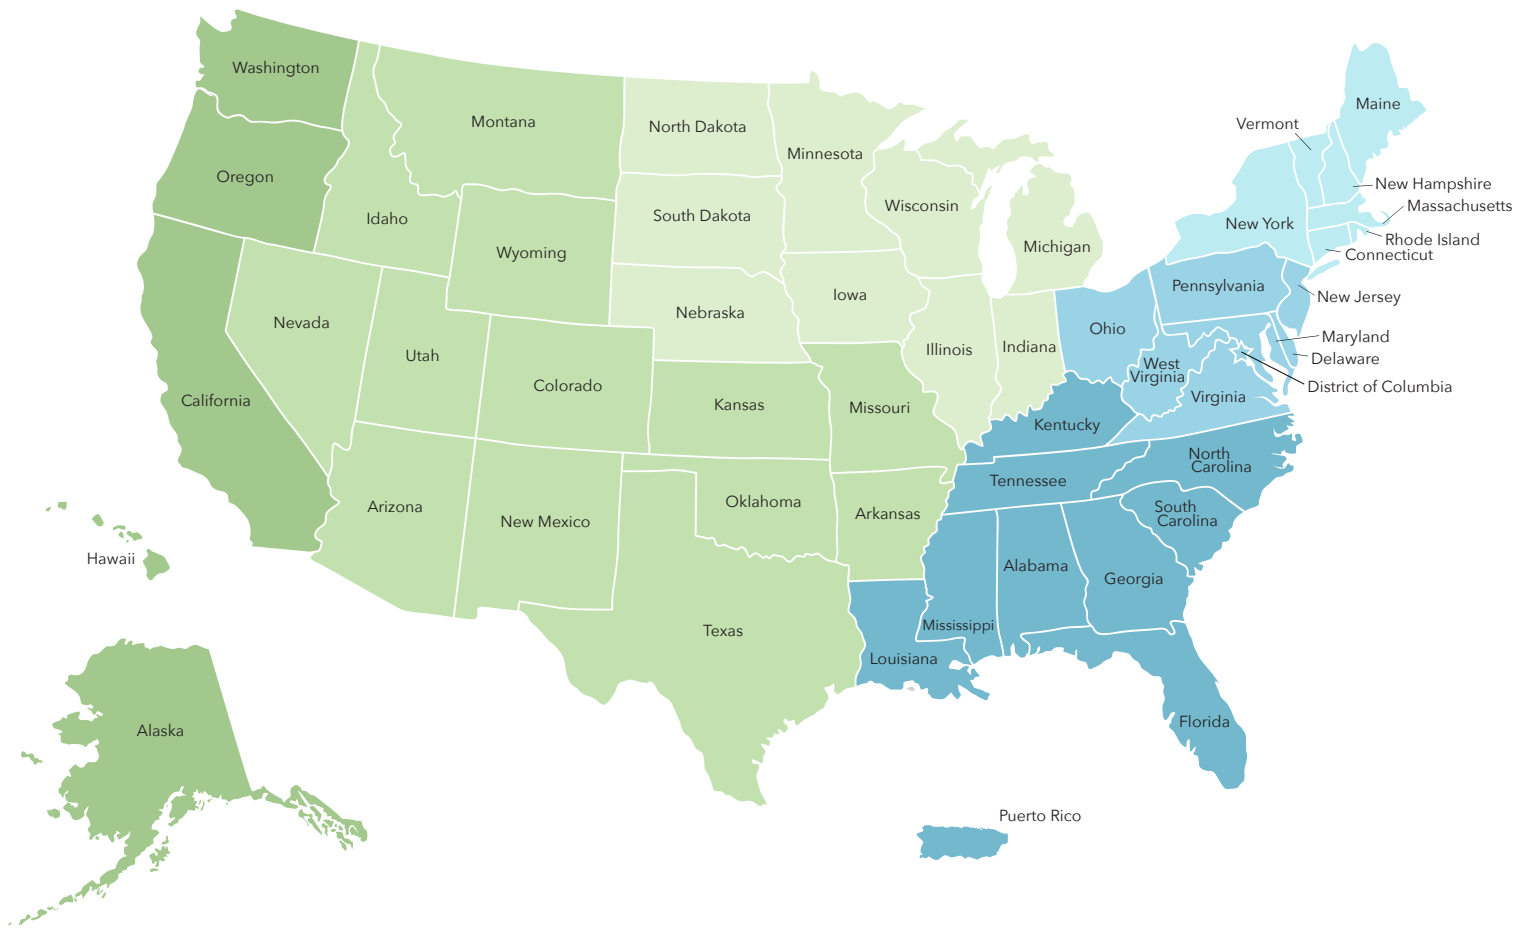 Washington
Montana
North Dakota
Minnesota
Maine
Vermont
Oregon
Idaho
South Dakota
Wisconsin
New Hampshire
Massachusetts
New York
Rhode Island
Connecticut
Wyoming
Michigan
Pennsylvania
New Jersey
Nevada
Nebraska
Iowa
Ohio
Utah
Illinois
Indiana
Maryland
Delaware
West
Virginia
District of Columbia
California
Colorado
Kansas
Missouri
Virginia
Kentucky
North
Carolina
Arizona
New Mexico
Oklahoma
Arkansas
Tennessee
South
Carolina
Hawaii
Alabama
Georgia
Texas
Mississippi
Louisiana
Alaska
Florida
Puerto Rico